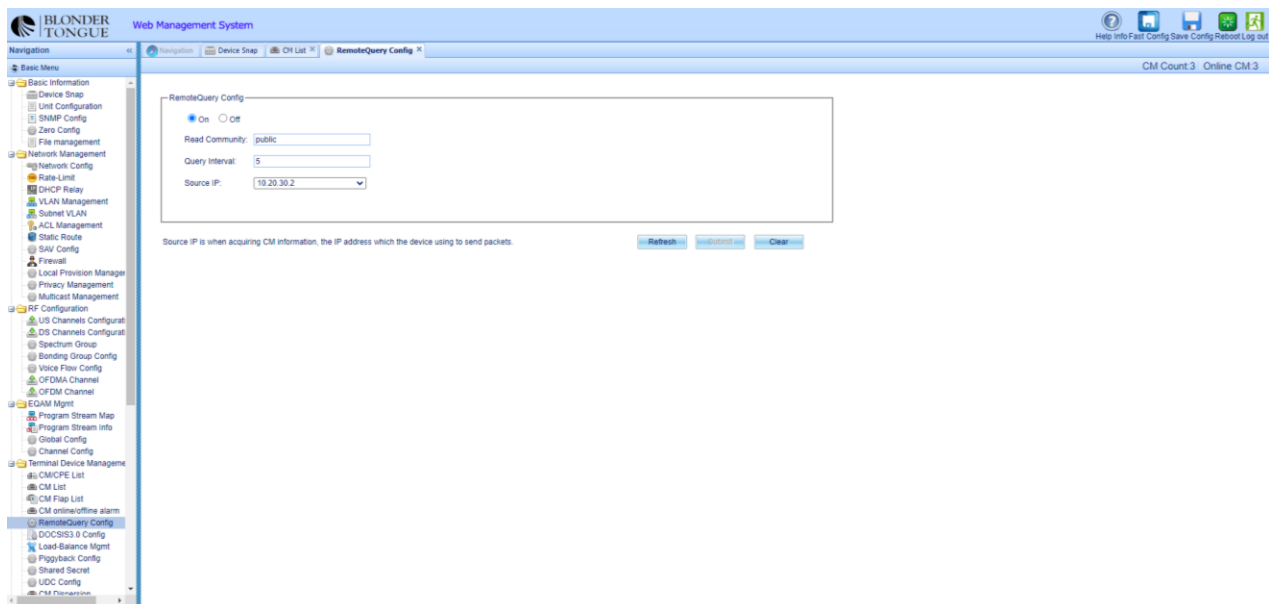 BLONDER
TONGUE
Web Management System
Help Info Fast Config Save Config Reboot Log out
Navigation «
Navigation Device Snap CM List × RemoteQuery Config ×
Basic Menu
CM Count:3 Online CM:3
Basic Information
Device Snap
Unit Configuration
SNMP Config
Zero Config
File management
Network Management
Network Config
Rate-Limit
DHCP Relay
VLAN Management
Subnet VLAN
ACL Management
Static Route
SAV Config
Firewall
Local Provision Manager
Privacy Management
Multicast Management
RF Configuration
US Channels Configurati
DS Channels Configurati
Spectrum Group
Bonding Group Config
Voice Flow Config
OFDMA Channel
OFDM Channel
EQAM Mgmt
Program Stream Map
Program Stream Info
Global Config
Channel Config
Terminal Device Manageme
CM/CPE List
CM List
CM Flap List
CM online/offline alarm
RemoteQuery Config
DOCSIS3.0 Config
Load-Balance Mgmt
Piggyback Config
Shared Secret
UDC Config
CM Dispersion
RemoteQuery Config
On Off
Read Community: public
Query Interval: 5
Source IP: 10.20.30.2
Source IP is when acquiring CM information, the IP address which the device using to send packets.
Refresh Submit Clear